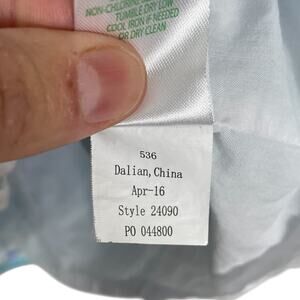 NON-CHLORINE
TUMBLE DRY LOW
COOL IRON IF NEEDED
OR DRY CLEAN
536
Dalian, China
Apr-16
Style 24090
PO 044800